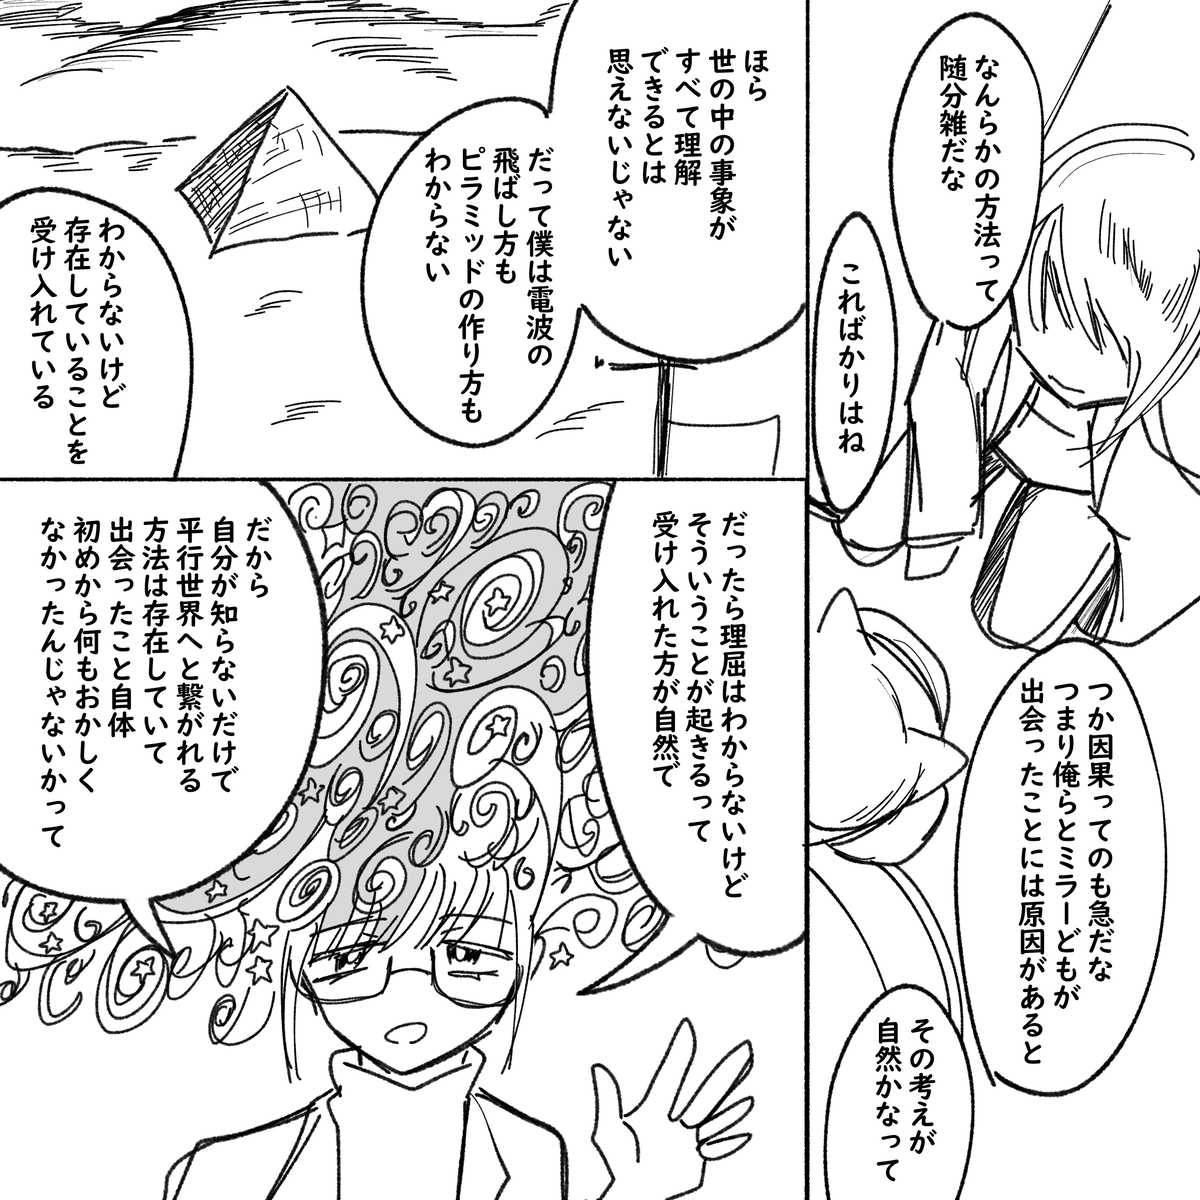 なんらかの方法って
随分雑だな
こればかりはね
つか因果ってのも急だな
つまり俺らとミラーどもが
出会ったことには原因があると
その考えが
自然かなって
ほら
世の中の事象が
すべて理解
できるとは
思えないじゃない
だって僕は電波の
飛ばし方も
ピラミッドの作り方も
わからない
わからないけど
存在していることを
受け入れている
だったら理屈はわからないけど
そういうことが起きるって
受け入れた方が自然で
だから
自分が知らないだけで
平行世界へと繋がれる
方法は存在していて
出会ったこと自体
初めから何もおかしく
なかったんじゃないかって